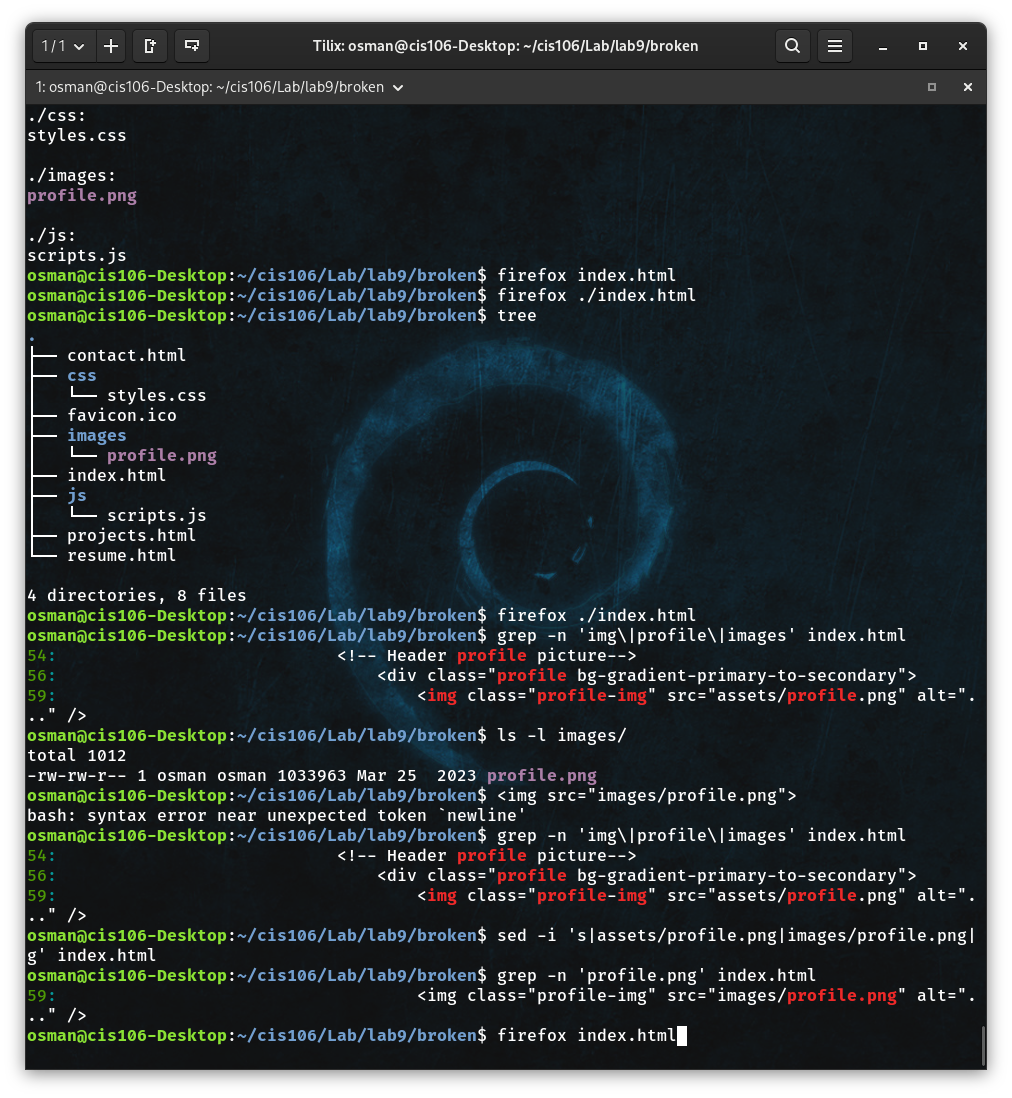 1 / 1
Tilix: osman@cis106-Desktop: ~/cis106/Lab/lab9/broken
1: osman@cis106-Desktop: ~/cis106/Lab/lab9/broken
./css:
styles.css
./images:
profile.png
./js:
scripts.js
osman@cis106-Desktop:~/cis106/Lab/lab9/broken$ firefox index.html
osman@cis106-Desktop:~/cis106/Lab/lab9/broken$ firefox ./index.html
osman@cis106-Desktop:~/cis106/Lab/lab9/broken$ tree
.
├── contact.html
├── css
│   └── styles.css
├── favicon.ico
├── images
│   └── profile.png
├── index.html
├── js
│   └── scripts.js
├── projects.html
└── resume.html
4 directories, 8 files
osman@cis106-Desktop:~/cis106/Lab/lab9/broken$ firefox ./index.html
osman@cis106-Desktop:~/cis106/Lab/lab9/broken$ grep -n 'img\|profile\|images' index.html
54:                            <!-- Header profile picture-->
56:                                <div class="profile bg-gradient-primary-to-secondary">
59:                                    <img class="profile-img" src="assets/profile.png" alt=".
.." />
osman@cis106-Desktop:~/cis106/Lab/lab9/broken$ ls -l images/
total 1012
-rw-rw-r-- 1 osman osman 1033963 Mar 25  2023 profile.png
osman@cis106-Desktop:~/cis106/Lab/lab9/broken$ <img src="images/profile.png">
bash: syntax error near unexpected token `newline'
osman@cis106-Desktop:~/cis106/Lab/lab9/broken$ grep -n 'img\|profile\|images' index.html
54:                            <!-- Header profile picture-->
56:                                <div class="profile bg-gradient-primary-to-secondary">
59:                                    <img class="profile-img" src="assets/profile.png" alt=".
.." />
osman@cis106-Desktop:~/cis106/Lab/lab9/broken$ sed -i 's|assets/profile.png|images/profile.png|
g' index.html
osman@cis106-Desktop:~/cis106/Lab/lab9/broken$ grep -n 'profile.png' index.html
59:                                    <img class="profile-img" src="images/profile.png" alt=".
.." />
osman@cis106-Desktop:~/cis106/Lab/lab9/broken$ firefox index.html